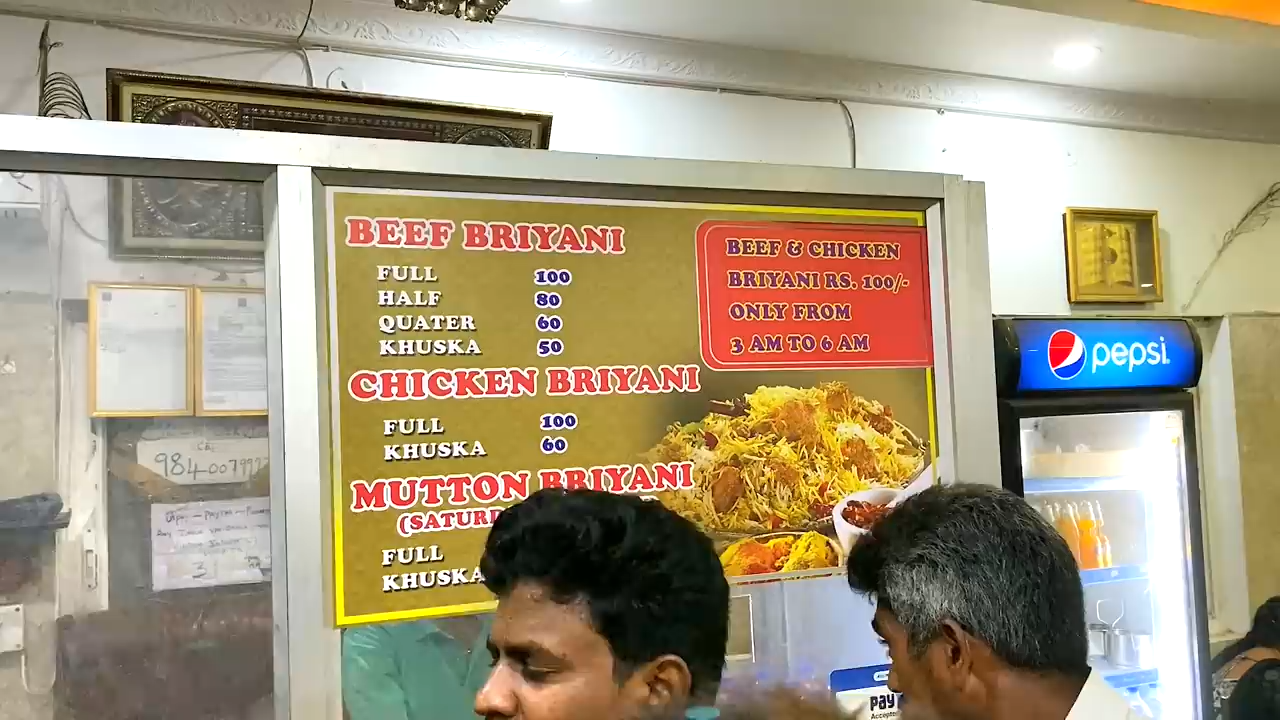 BEEF BRIYANI
FULL 100
HALF 80
QUATER 60
KHUSKA 50
CHICKEN BRIYANI
FULL 100
KHUSKA 60
MUTTON BRIYANI
FULL
KHUSKA
BEEF & CHICKEN
BRIYANI RS. 100/-
ONLY FROM
3 AM TO 6 AM
pepsi